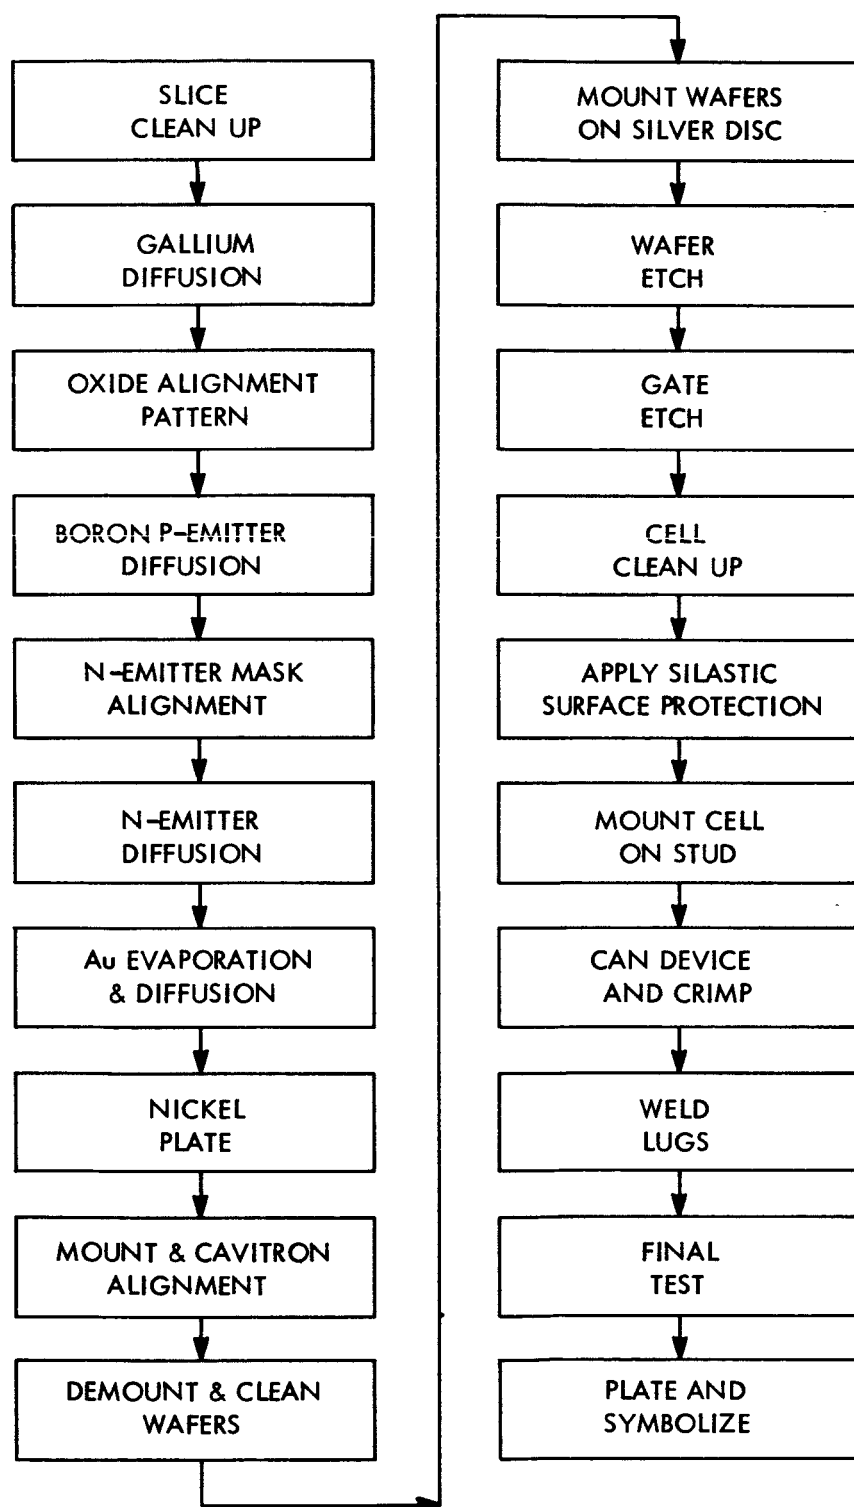 SLICE
CLEAN UP
GALLIUM
DIFFUSION
OXIDE ALIGNMENT
PATTERN
BORON P-EMITTER
DIFFUSION
N-EMITTER MASK
ALIGNMENT
N-EMITTER
DIFFUSION
Au EVAPORATION
& DIFFUSION
NICKEL
PLATE
MOUNT & CAVITRON
ALIGNMENT
DEMOUNT & CLEAN
WAFERS
MOUNT WAFERS
ON SILVER DISC
WAFER
ETCH
GATE
ETCH
CELL
CLEAN UP
APPLY SILASTIC
SURFACE PROTECTION
MOUNT CELL
ON STUD
CAN DEVICE
AND CRIMP
WELD
LUGS
FINAL
TEST
PLATE AND
SYMBOLIZE